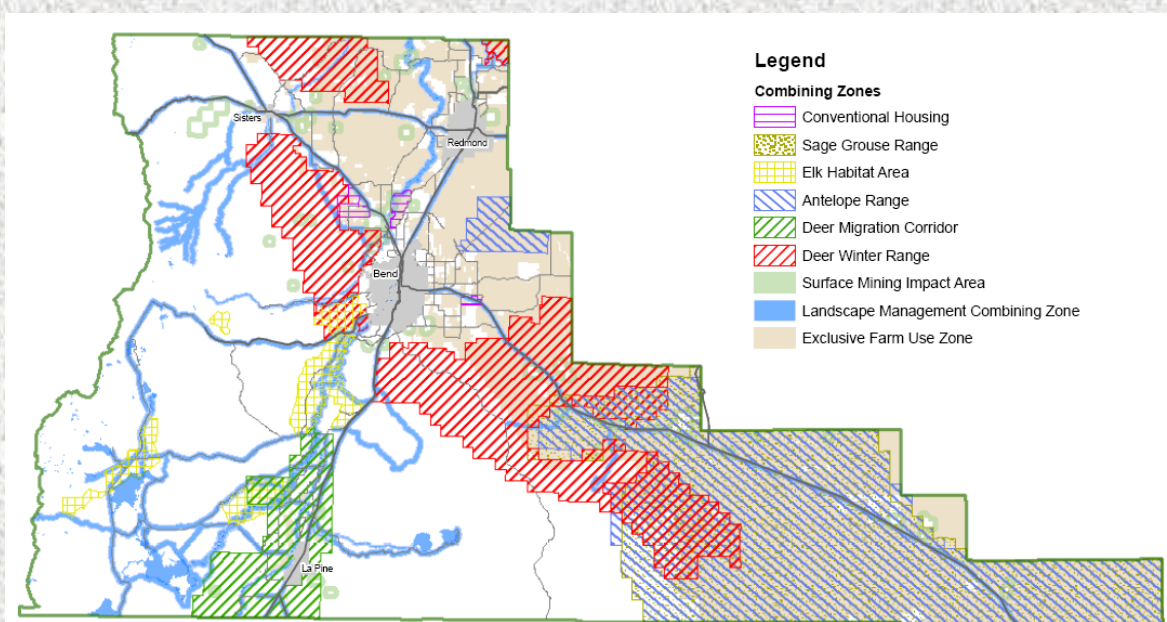 Legend
Combining Zones
Conventional Housing
Sage Grouse Range
Elk Habitat Area
Antelope Range
Deer Migration Corridor
Deer Winter Range
Surface Mining Impact Area
Landscape Management Combining Zone
Exclusive Farm Use Zone
Sisters
Redmond
Bend
La Pine